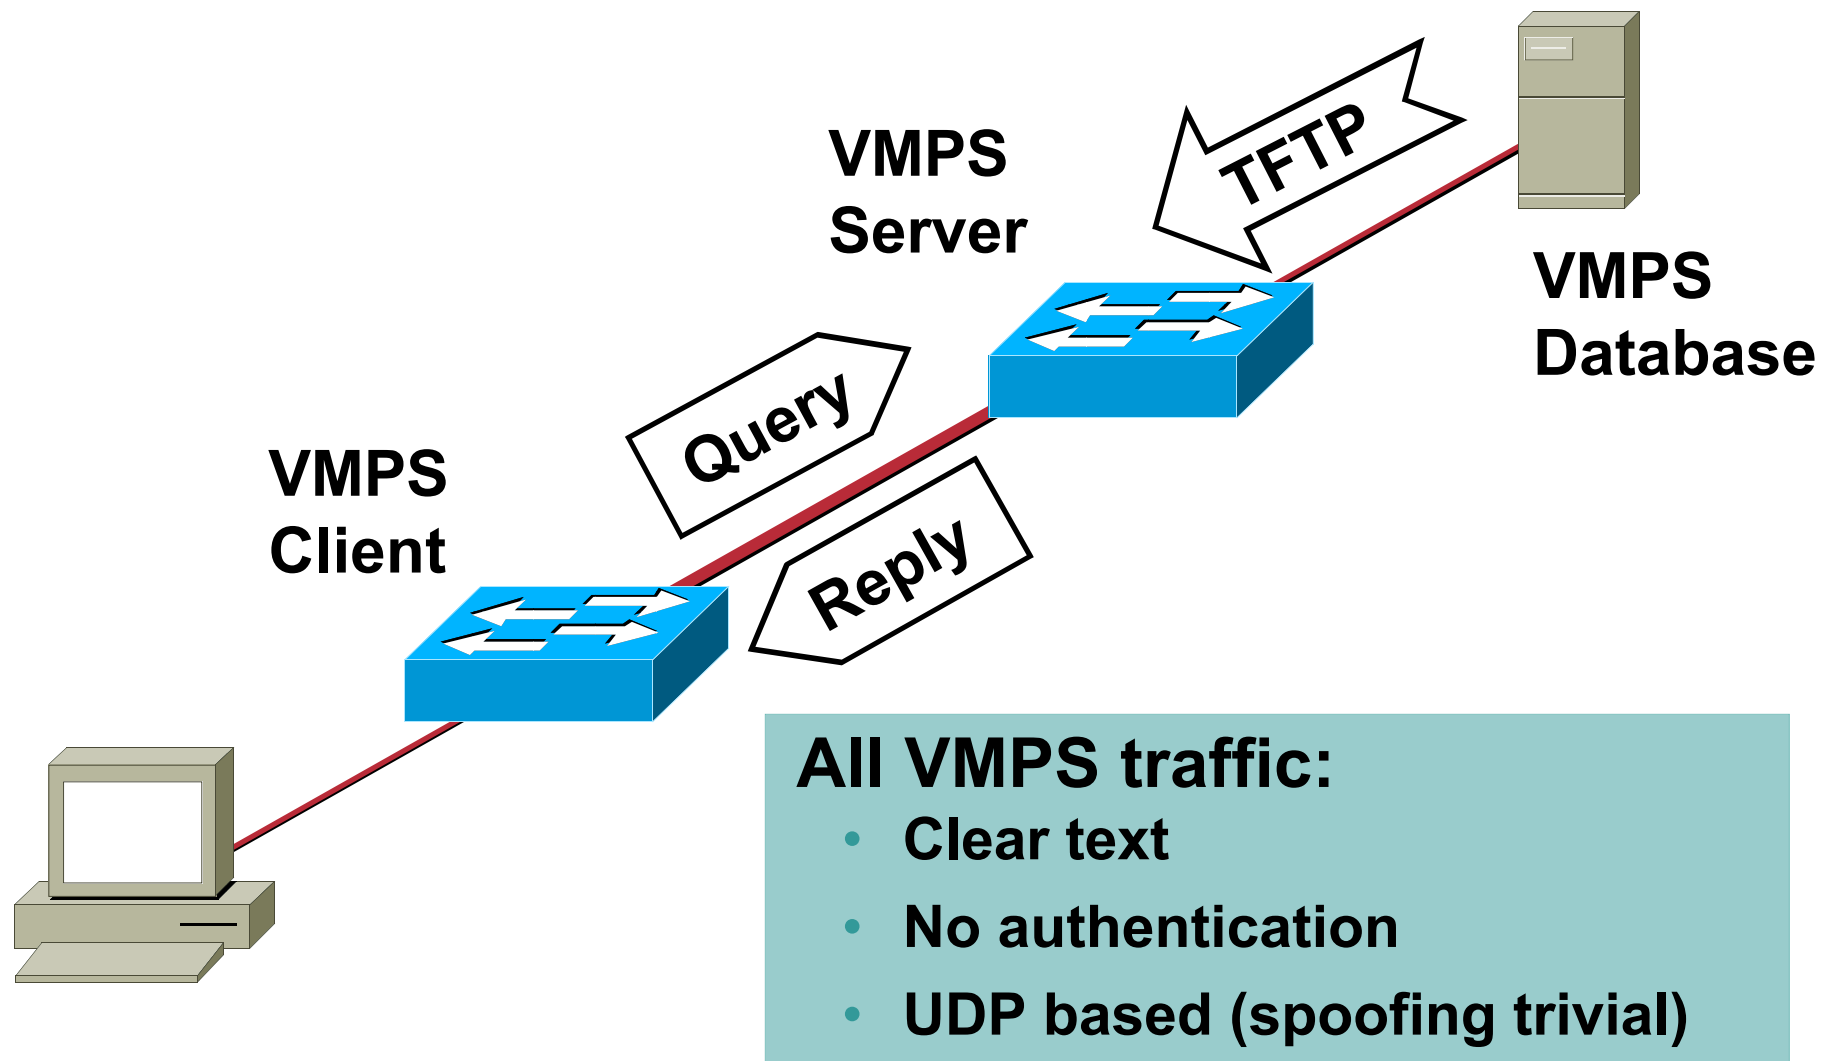 TFTP
VMPS
Server
VMPS
Database
Query
VMPS
Client
Reply
All VMPS traffic:
• Clear text
• No authentication
• UDP based (spoofing trivial)